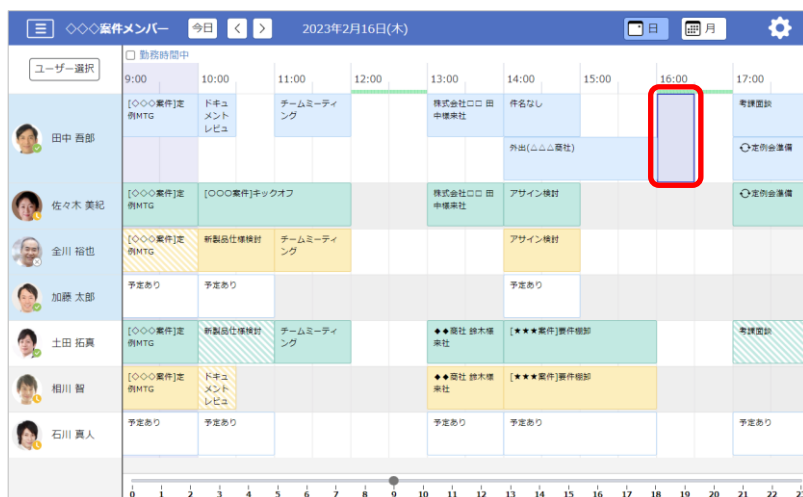 ◇◇◇案件メンバー
今日
<
>
2023年2月16日(木)
日
月
ユーザー選択
勤務時間中
9:00
10:00
11:00
12:00
13:00
14:00
15:00
16:00
17:00
田中 吾郎
[◇◇◇案件]定
例MTG
ドキュ
メント
レビュ
チームミーティ
ング
株式会社□□ 田
中様来社
件名なし
考課面談
外出(△△△商社)
定例会準備
佐々木 美紀
[◇◇◇案件]定
例MTG
[○○○案件]キックオフ
株式会社□□ 田
中様来社
アサイン検討
定例会準備
金川 裕也
[◇◇◇案件]定
例MTG
新製品仕様検討
チームミーティ
ング
アサイン検討
加藤 太郎
予定あり
予定あり
予定あり
土田 拓真
[◇◇◇案件]定
例MTG
新製品仕様検討
チームミーティ
ング
◆◆商社 鈴木様
来社
[★★★案件]要件棚卸
考課面談
相川 智
[◇◇◇案件]定
例MTG
ドキュ
メント
レビュ
◆◆商社 鈴木様
来社
[★★★案件]要件棚卸
石川 真人
予定あり
予定あり
予定あり
予定あり
予定あり
0 1 2 3 4 5 6 7 8 9 10 11 12 13 14 15 16 17 18 19 20 21 22